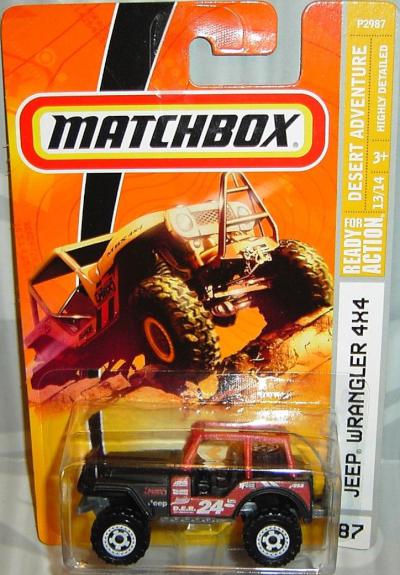 P2987
MATCHBOX
DESERT ADVENTURE
HIGHLY DETAILED
READY FOR ACTION
13/14
3+
JEEP WRANGLER 4X4
87
Jeep
D.E.R. 24